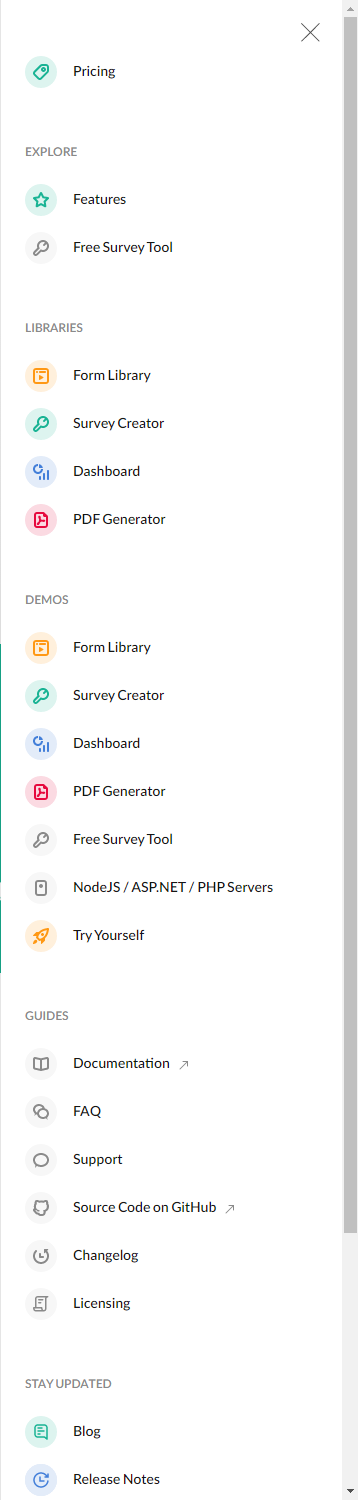 Pricing
EXPLORE
Features
Free Survey Tool
LIBRARIES
Form Library
Survey Creator
Dashboard
PDF Generator
DEMOS
Form Library
Survey Creator
Dashboard
PDF Generator
Free Survey Tool
NodeJS / ASP.NET / PHP Servers
Try Yourself
GUIDES
Documentation
FAQ
Support
Source Code on GitHub
Changelog
Licensing
STAY UPDATED
Blog
Release Notes